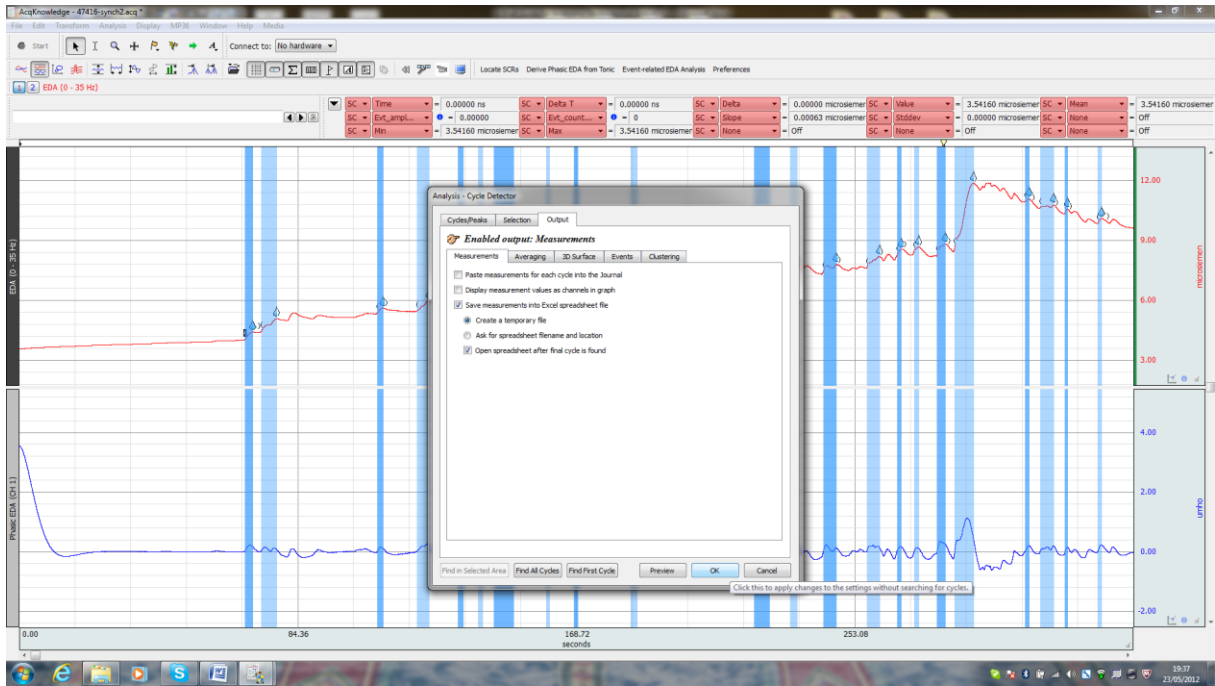 AcqKnowledge - 47416-synch2.acq *
File Edit Transform Analysis Display MP36 Window Help Media
Start Connect to: No hardware
Locate SCRs Derive Phasic EDA from Tonic Event-related EDA Analysis Preferences
1 2 EDA (0 - 35 Hz)
SC Time = 0.00000 ns SC Delta T = 0.00000 ns SC Delta = 0.00000 microsiemer SC Value = 3.54160 microsiemer SC Mean = 3.54160 microsiemer
SC Evt_ampl... = 0.00000 SC Evt_count... = 0 SC Slope = 0.00063 microsiemer SC Stddev = 0.00000 microsiemer SC None = Off
SC Min = 3.54160 microsiemer SC Max = 3.54160 microsiemer SC None = Off SC None = Off SC None = Off
EDA (0 - 35 Hz)
12.00
9.00
6.00
3.00
microsiemen
Analysis - Cycle Detector
Cycles/Peaks Selection Output
Enabled output: Measurements
Measurements Averaging 3D Surface Events Clustering
Paste measurements for each cycle into the Journal
Display measurement values as channels in graph
Save measurements into Excel spreadsheet file
Create a temporary file
Ask for spreadsheet filename and location
Open spreadsheet after final cycle is found
Find in Selected Area Find All Cycles Find First Cycle Preview OK Cancel
Click this to apply changes to the settings without searching for cycles.
Phasic EDA (CH 1)
4.00
2.00
0.00
-2.00
umho
0.00 84.36 168.72 253.08
seconds
19:37
23/05/2012